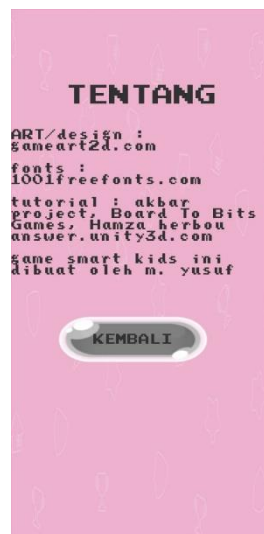 TENTANG
ART/design :
gameart2d.com
fonts :
1001freefonts.com
tutorial : akbar
project, Board To Bits
Games, Hamza herbou
answer.unity3d.com
game smart kids ini
dibuat oleh m. yusuf
KEMBALI